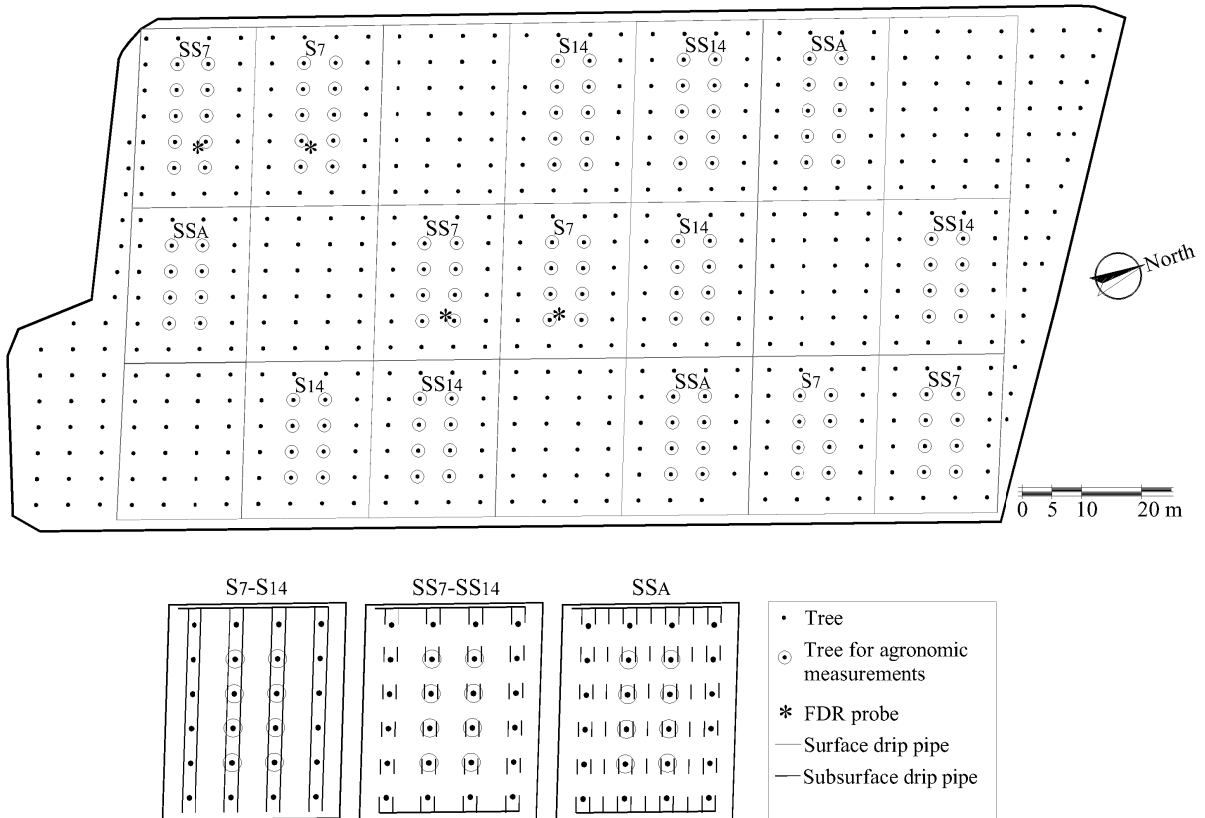 SS7 S7 S14 SS14 SSA
SSA SS7 S7 S14 SS14
North
S14 SS14 SSA S7 SS7
0 5 10 20 m
S7-S14 SS7-SS14 SSA
Tree
Tree for agronomic
measurements
* FDR probe
Surface drip pipe
Subsurface drip pipe